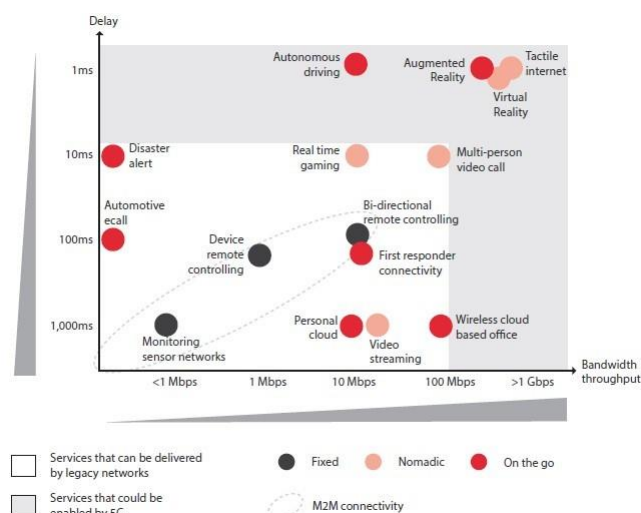 Delay
1ms
Autonomous
driving
Augmented
Reality
Tactile
internet
Virtual
Reality
10ms
Disaster
alert
Real time
gaming
Multi-person
video call
Automotive
ecall
100ms
Device
remote
controlling
Bi-directional
remote controlling
First responder
connectivity
1,000ms
Monitoring
sensor networks
Personal
cloud
Video
streaming
Wireless cloud
based office
Bandwidth
throughput
<1 Mbps
1 Mbps
10 Mbps
100 Mbps
>1 Gbps
Services that can be delivered
by legacy networks
Fixed
Nomadic
On the go
Services that could be
enabled by 5G
M2M connectivity